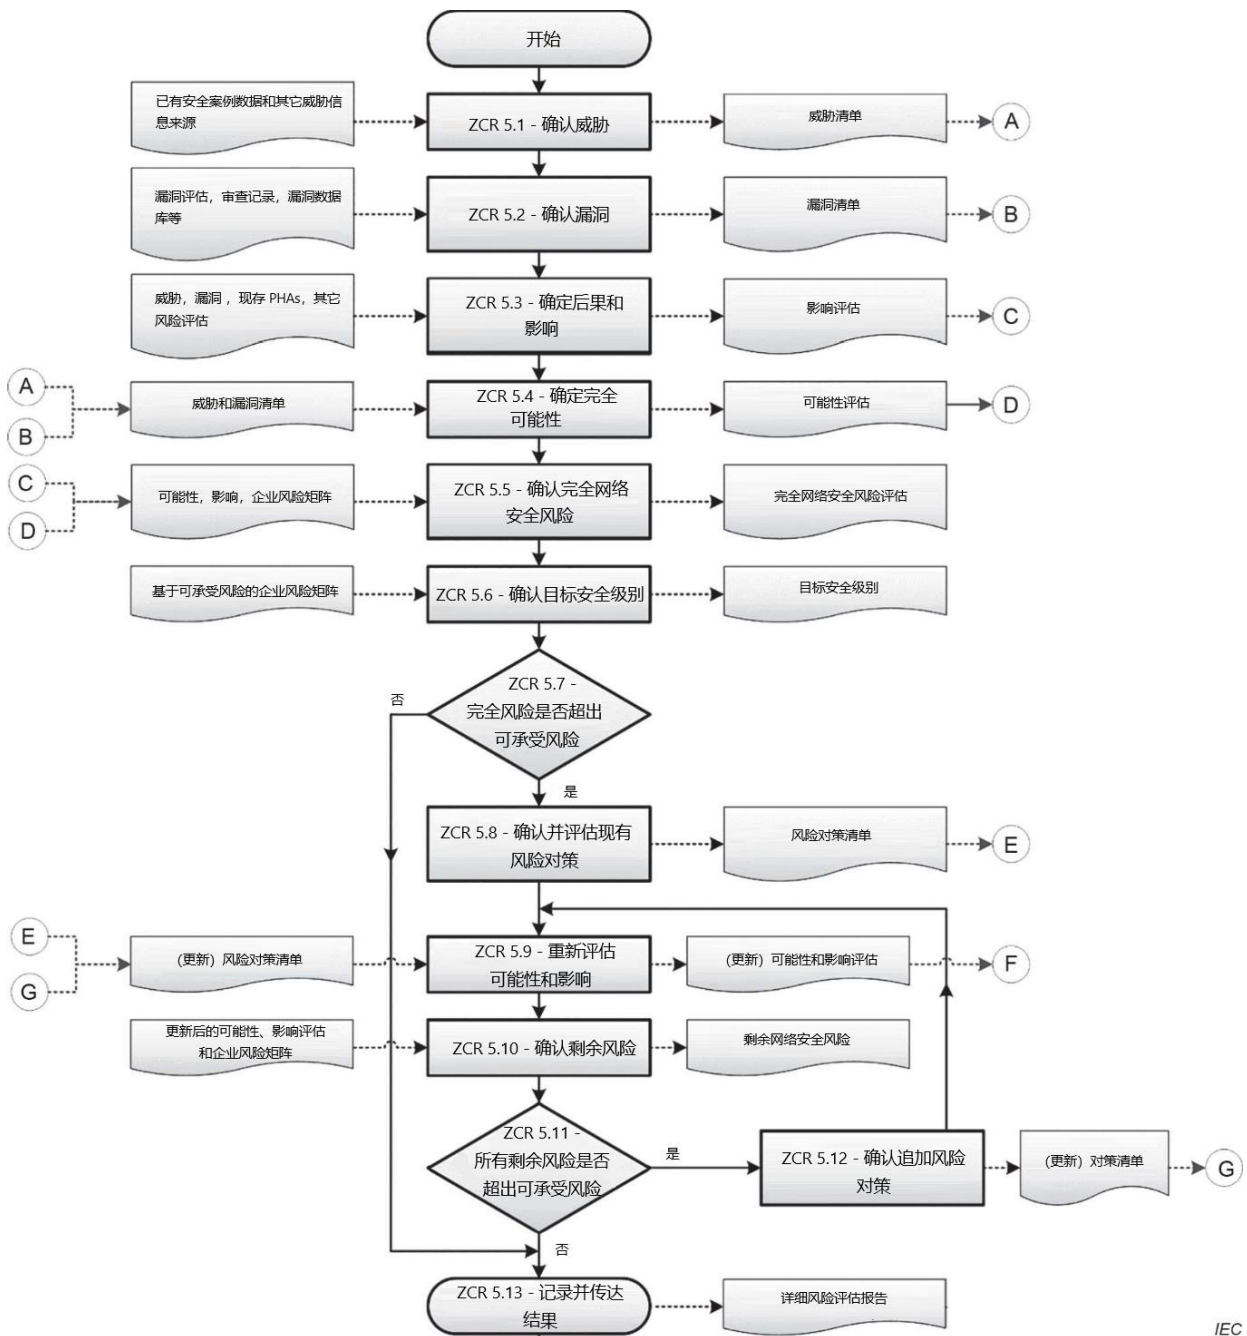 开始
已有安全案例数据和其它威胁信
息来源
ZCR 5.1 - 确认威胁
威胁清单
A
漏洞评估，审查记录，漏洞数据
库等
ZCR 5.2 - 确认漏洞
漏洞清单
B
威胁，漏洞，现存 PHAs，其它
风险评估
ZCR 5.3 - 确定后果和
影响
影响评估
C
A
B
威胁和漏洞清单
ZCR 5.4 - 确定完全
可能性
可能性评估
D
C
D
可能性，影响，企业风险矩阵
ZCR 5.5 - 确认完全网络
安全风险
完全网络安全风险评估
基于可承受风险的企业风险矩阵
ZCR 5.6 - 确认目标安全级别
目标安全级别
ZCR 5.7 -
完全风险是否超出
可承受风险
否
是
ZCR 5.8 - 确认并评估现有
风险对策
风险对策清单
E
E
G
（更新）风险对策清单
ZCR 5.9 - 重新评估
可能性和影响
（更新）可能性和影响评估
F
更新后的可能性、影响评估
和企业风险矩阵
ZCR 5.10 - 确认剩余风险
剩余网络安全风险
ZCR 5.11 -
所有剩余风险是否
超出可承受风险
是
ZCR 5.12 - 确认追加风险
对策
（更新）对策清单
G
否
ZCR 5.13 - 记录并传达
结果
详细风险评估报告
IEC